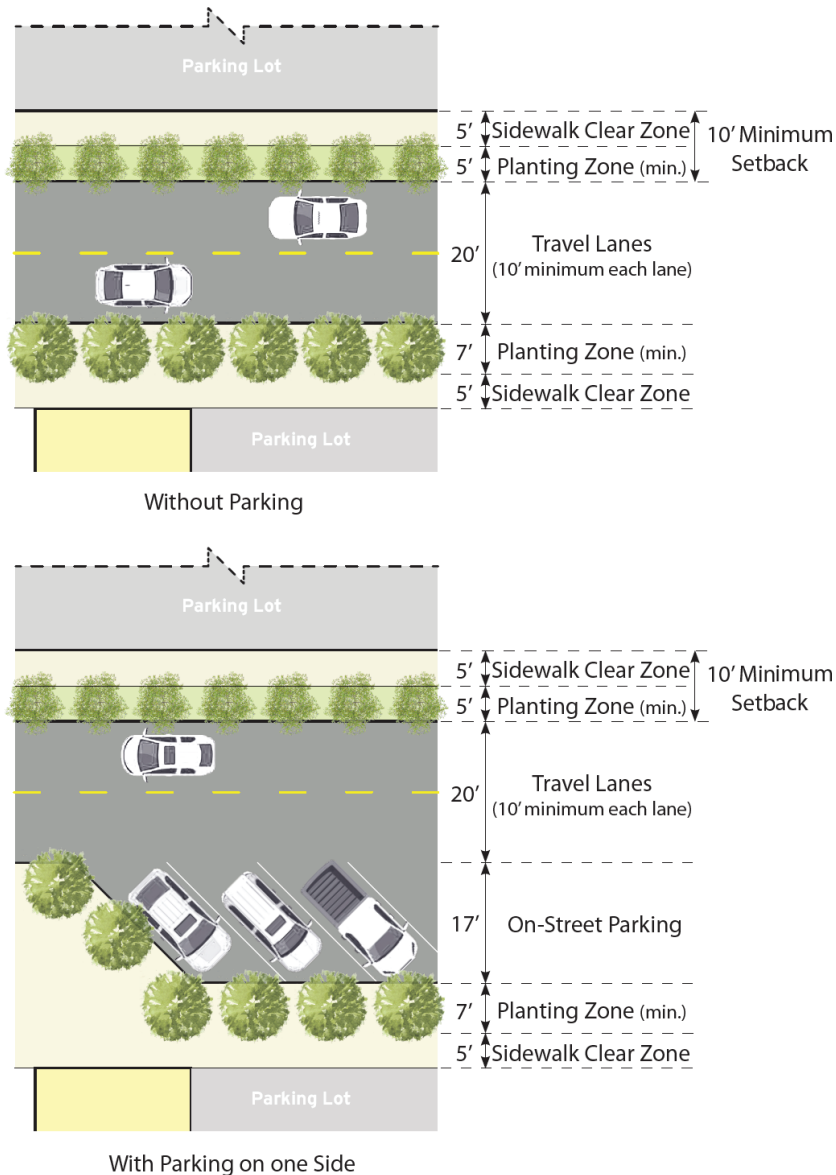 Parking Lot
5’ Sidewalk Clear Zone
10’ Minimum
Setback
5’ Planting Zone (min.)
20’ Travel Lanes
(10’ minimum each lane)
7’ Planting Zone (min.)
5’ Sidewalk Clear Zone
Parking Lot
Without Parking
Parking Lot
5’ Sidewalk Clear Zone
10’ Minimum
Setback
5’ Planting Zone (min.)
20’ Travel Lanes
(10’ minimum each lane)
17’ On-Street Parking
7’ Planting Zone (min.)
5’ Sidewalk Clear Zone
Parking Lot
With Parking on one Side